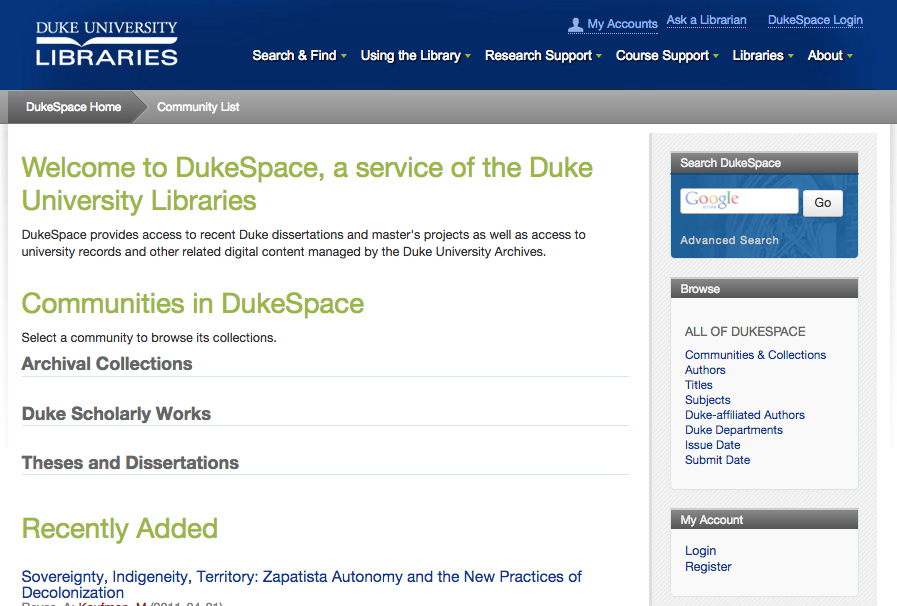 DUKE UNIVERSITY
LIBRARIES
My Accounts Ask a Librarian DukeSpace Login
Search & Find Using the Library Research Support Course Support Libraries About
DukeSpace Home Community List
Welcome to DukeSpace, a service of the Duke
University Libraries
DukeSpace provides access to recent Duke dissertations and master's projects as well as access to
university records and other related digital content managed by the Duke University Archives.
Communities in DukeSpace
Select a community to browse its collections.
Archival Collections
Duke Scholarly Works
Theses and Dissertations
Recently Added
Sovereignty, Indigeneity, Territory: Zapatista Autonomy and the New Practices of
Decolonization
Search DukeSpace
Google Go
Advanced Search
Browse
ALL OF DUKESPACE
Communities & Collections
Authors
Titles
Subjects
Duke-affiliated Authors
Duke Departments
Issue Date
Submit Date
My Account
Login
Register